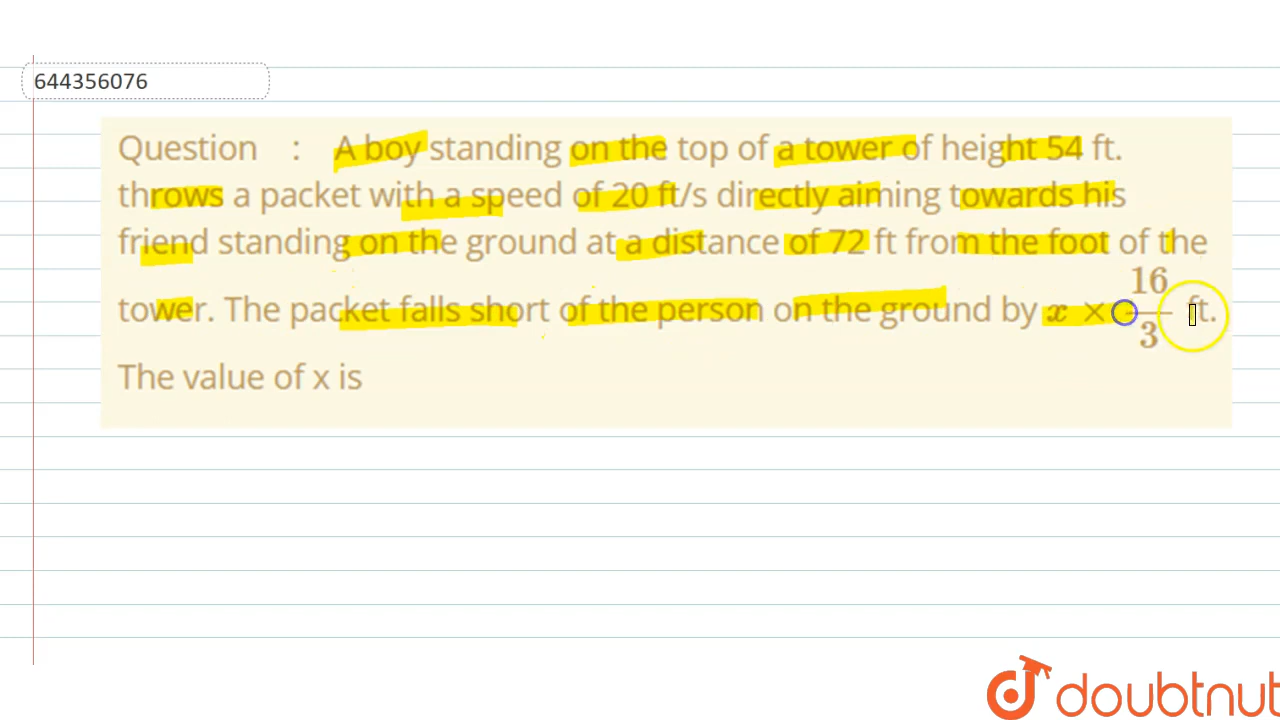 644356076
Question : A boy standing on the top of a tower of height 54 ft.
throws a packet with a speed of 20 ft/s directly aiming towards his
friend standing on the ground at a distance of 72 ft from the foot of the
tower. The packet falls short of the person on the ground by x × 16/3 ft.
The value of x is
doubtnut